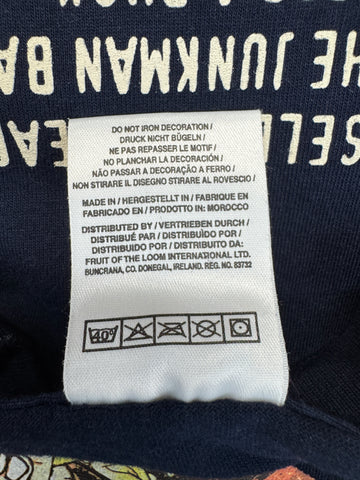 DO NOT IRON DECORATION /
DRUCK NICHT BÜGELN /
NE PAS REPASSER LE MOTIF /
NO PLANCHAR LA DECORACIÓN /
NÃO PASSAR A DECORAÇÃO A FERRO /
NON STIRARE IL DISEGNO STIRARE AL ROVESCIO /
MADE IN / HERGESTELLT IN / FABRIQUE EN
FABRICADO EN / PRODOTTO IN: MOROCCO
DISTRIBUTED BY / VERTRIEBEN DURCH /
DISTRIBUÉ PAR / DISTRIBUÍDO POR /
DISTRIBUIDO POR / DISTRIBUITO DA:
FRUIT OF THE LOOM INTERNATIONAL LTD.
BUNCRANA, CO. DONEGAL, IRELAND. REG. NO. 83732
40°
HE JUNKMAN BA
SELL